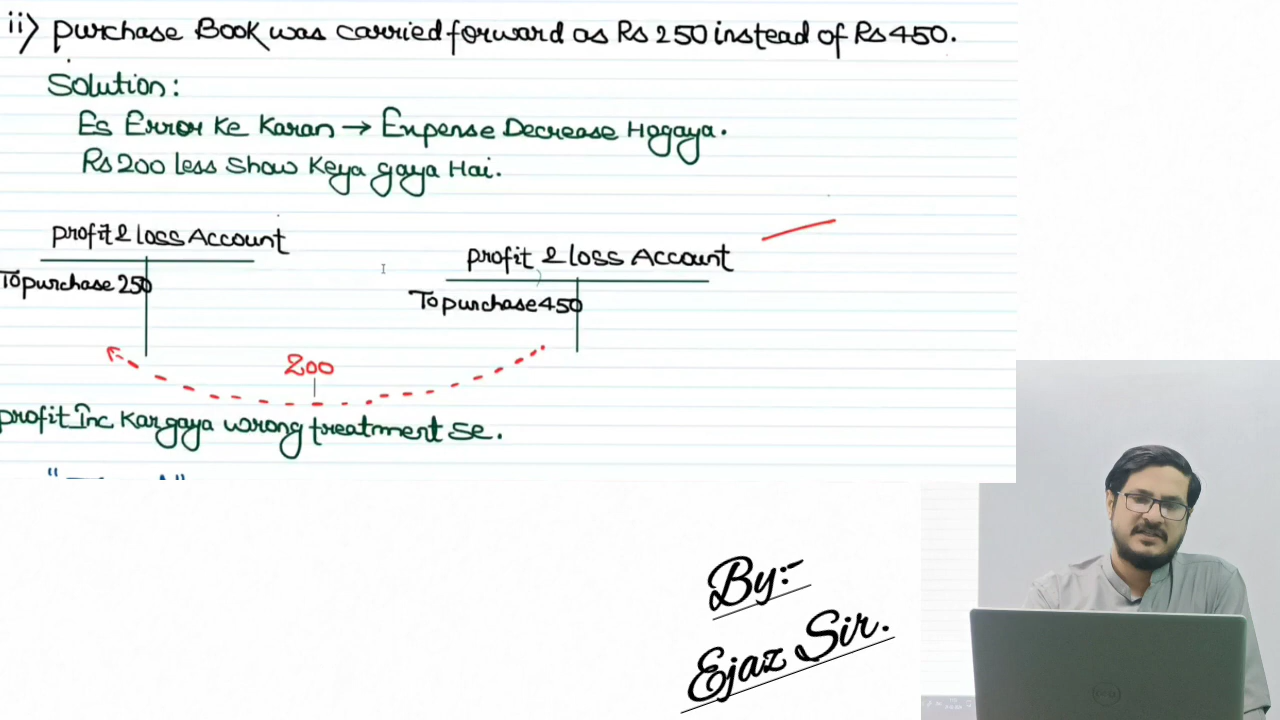 ii) purchase Book was carried forward as Rs 250 instead of Rs 450.
Solution:
Es Error Ke Karan → Expense Decrease Hogaya.
Rs 200 less show Keya gaya Hai.
profit & loss Account
To purchase 250
profit & loss Account
To purchase 450
200
profit Inc Kargaya wrong treatment se.
By:-
Ejaz Sir.